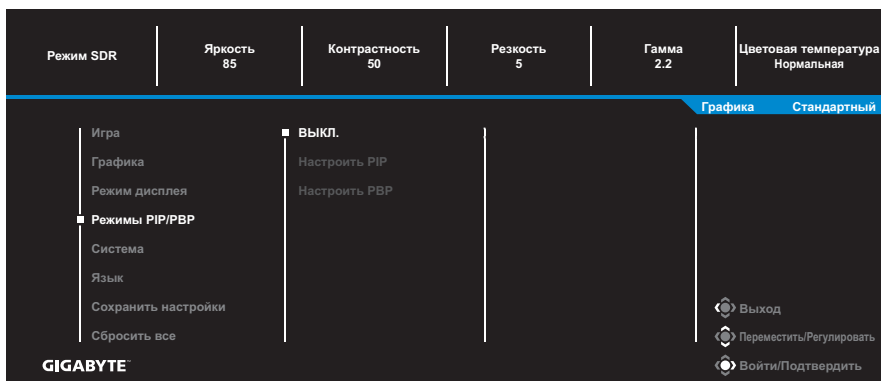 Режим SDR
Яркость
85
Контрастность
50
Резкость
5
Гамма
2.2
Цветовая температура
Нормальная
Графика Стандартный
Игра
Графика
Режим дисплея
Режимы PIP/PBP
Система
Язык
Сохранить настройки
Сбросить все
ВЫКЛ.
Настроить PIP
Настроить PBP
Выход
Переместить/Регулировать
Войти/Подтвердить
GIGABYTE™